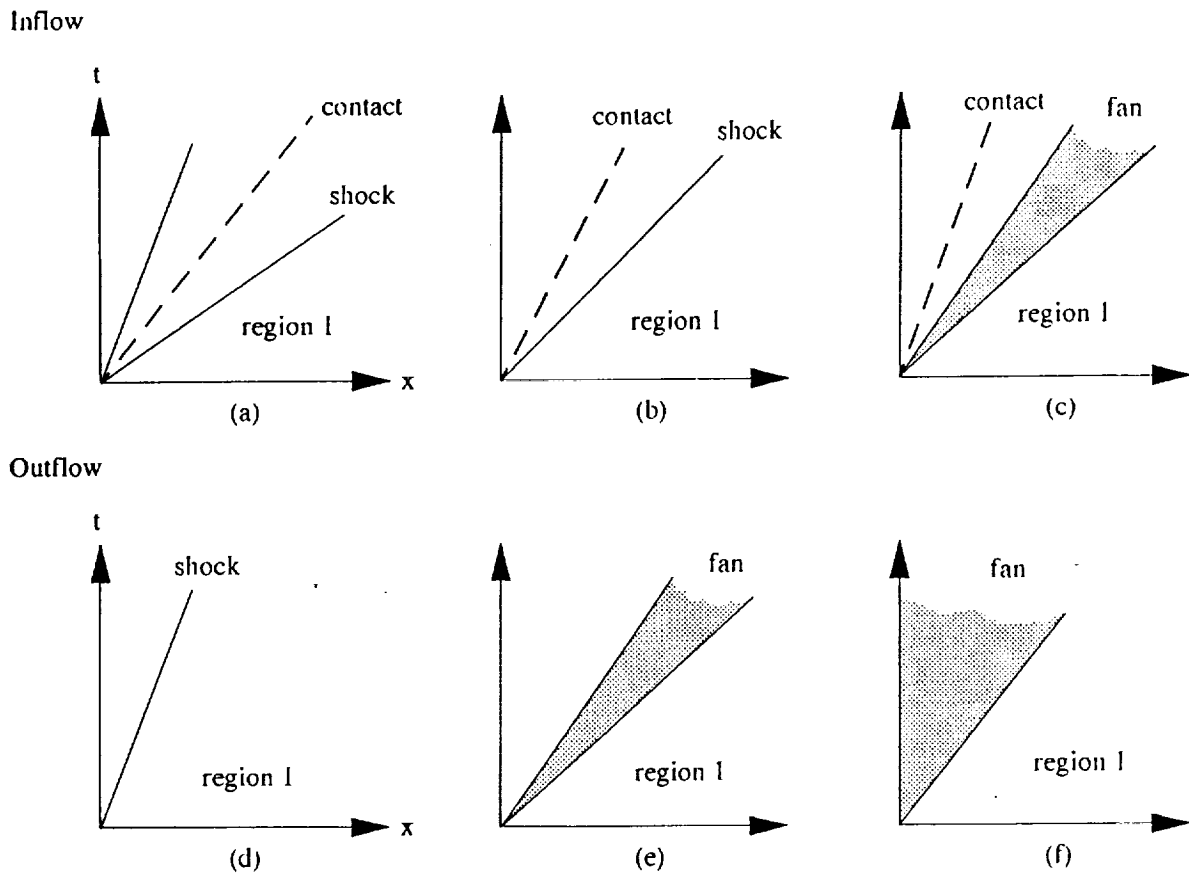 Inflow
t
contact
shock
region 1
x
(a)
contact
shock
region 1
(b)
contact
fan
region 1
(c)
Outflow
t
shock
region 1
x
(d)
fan
region 1
(e)
fan
region 1
(f)